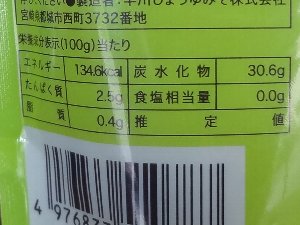 ●製造者:早川しょうゆみそ株式会社
宮崎県都城市西町3732番地
栄養成分表示(100g)当たり
エネルギー 134.6kcal 炭水化物 30.6g
たんぱく質 2.5g 食塩相当量 0.0g
脂質 0.4g 推定値
4 97683